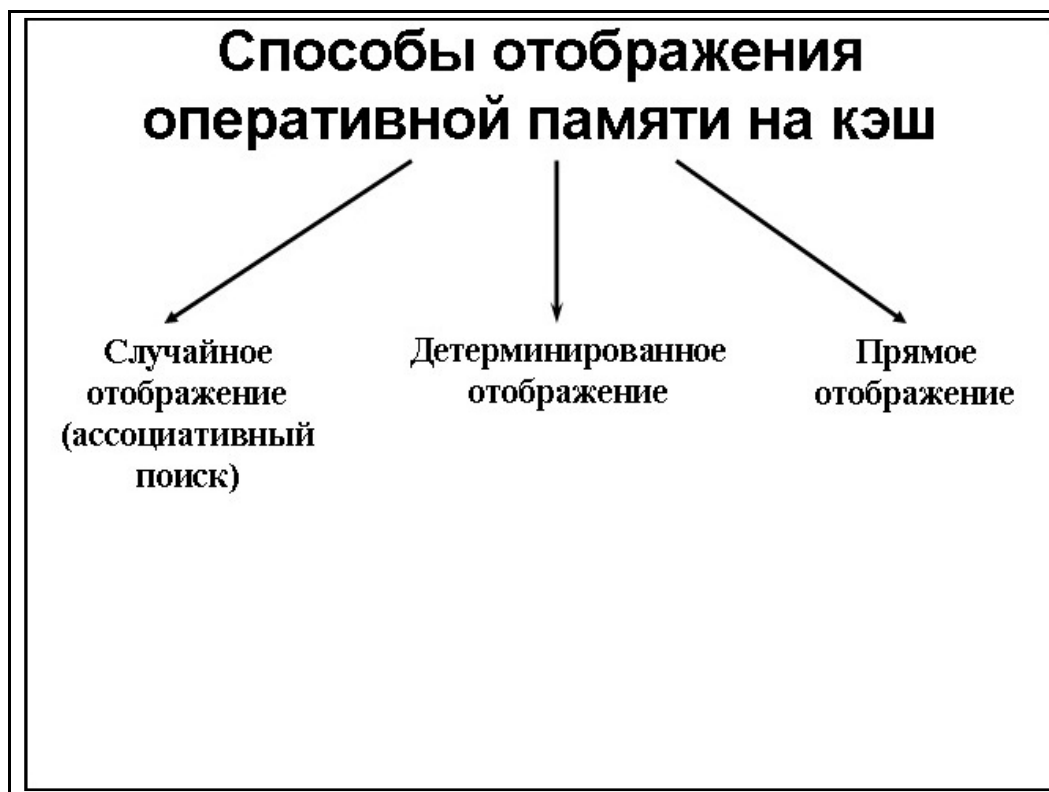 Способы отображения
оперативной памяти на кэш
Случайное
отображение
(ассоциативный
поиск)
Детерминированное
отображение
Прямое
отображение